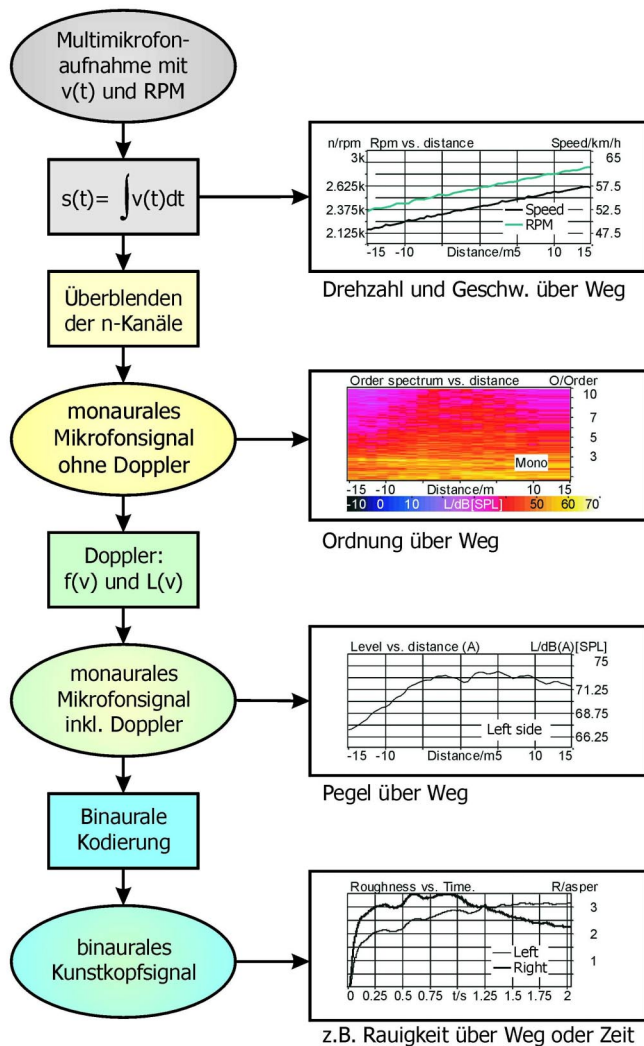 Multimikrofon-
aufnahme mit
v(t) und RPM
s(t)= ∫v(t)dt
n/rpm Rpm vs. distance Speed/km/h
3k 65
2.625k 57.5
2.375k 52.5
2.125k 47.5
Speed
RPM
-15 -10 Distance/m5 10 15
Drehzahl und Geschw. über Weg
Überblenden
der n-Kanäle
monaurales
Mikrofonsignal
ohne Doppler
Order spectrum vs. distance O/Order
10
7
5
3
Mono
-15 -10 Distance/m 10 15
-10 0 10 L/dB[SPL] 50 60 70
Ordnung über Weg
Doppler:
f(v) und L(v)
monaurales
Mikrofonsignal
inkl. Doppler
Level vs. distance (A) L/dB(A)[SPL]
75
71.25
68.75
66.25
Left side
-15 -10 Distance/m5 10 15
Pegel über Weg
Binaurale
Kodierung
binaurales
Kunstkopfsignal
Roughness vs. Time. R/asper
3
2
1
Left
Right
0 0.25 0.5 0.75 t/s 1.25 1.5 1.75 2
z.B. Rauigkeit über Weg oder Zeit